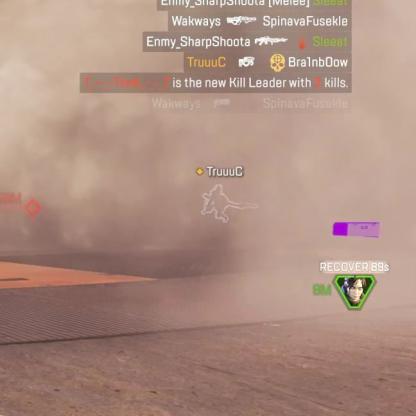 Enmy_SharpShoota [Melee] Sleeat
Wakways SpinavaFusekle
Enmy_SharpShoota Sleeat
TruuuC Bra1nbOow
is the new Kill Leader with kills.
Wakways SpinavaFusekle
TruuuC
RECOVER 89s
8M